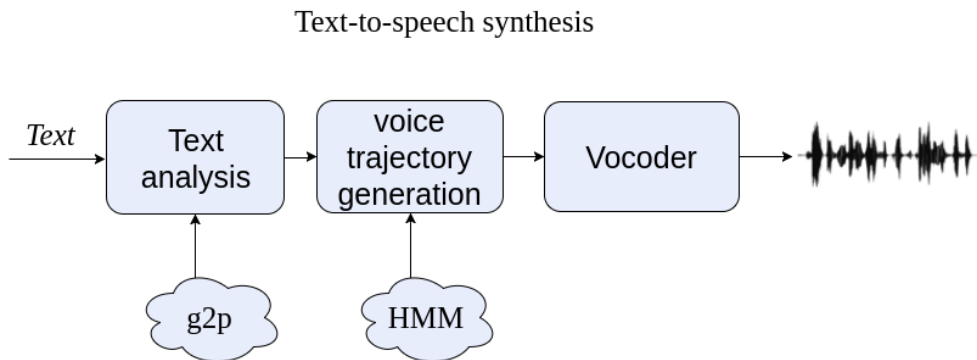 Text-to-speech synthesis
Text
Text
analysis
voice
trajectory
generation
Vocoder
g2p
HMM